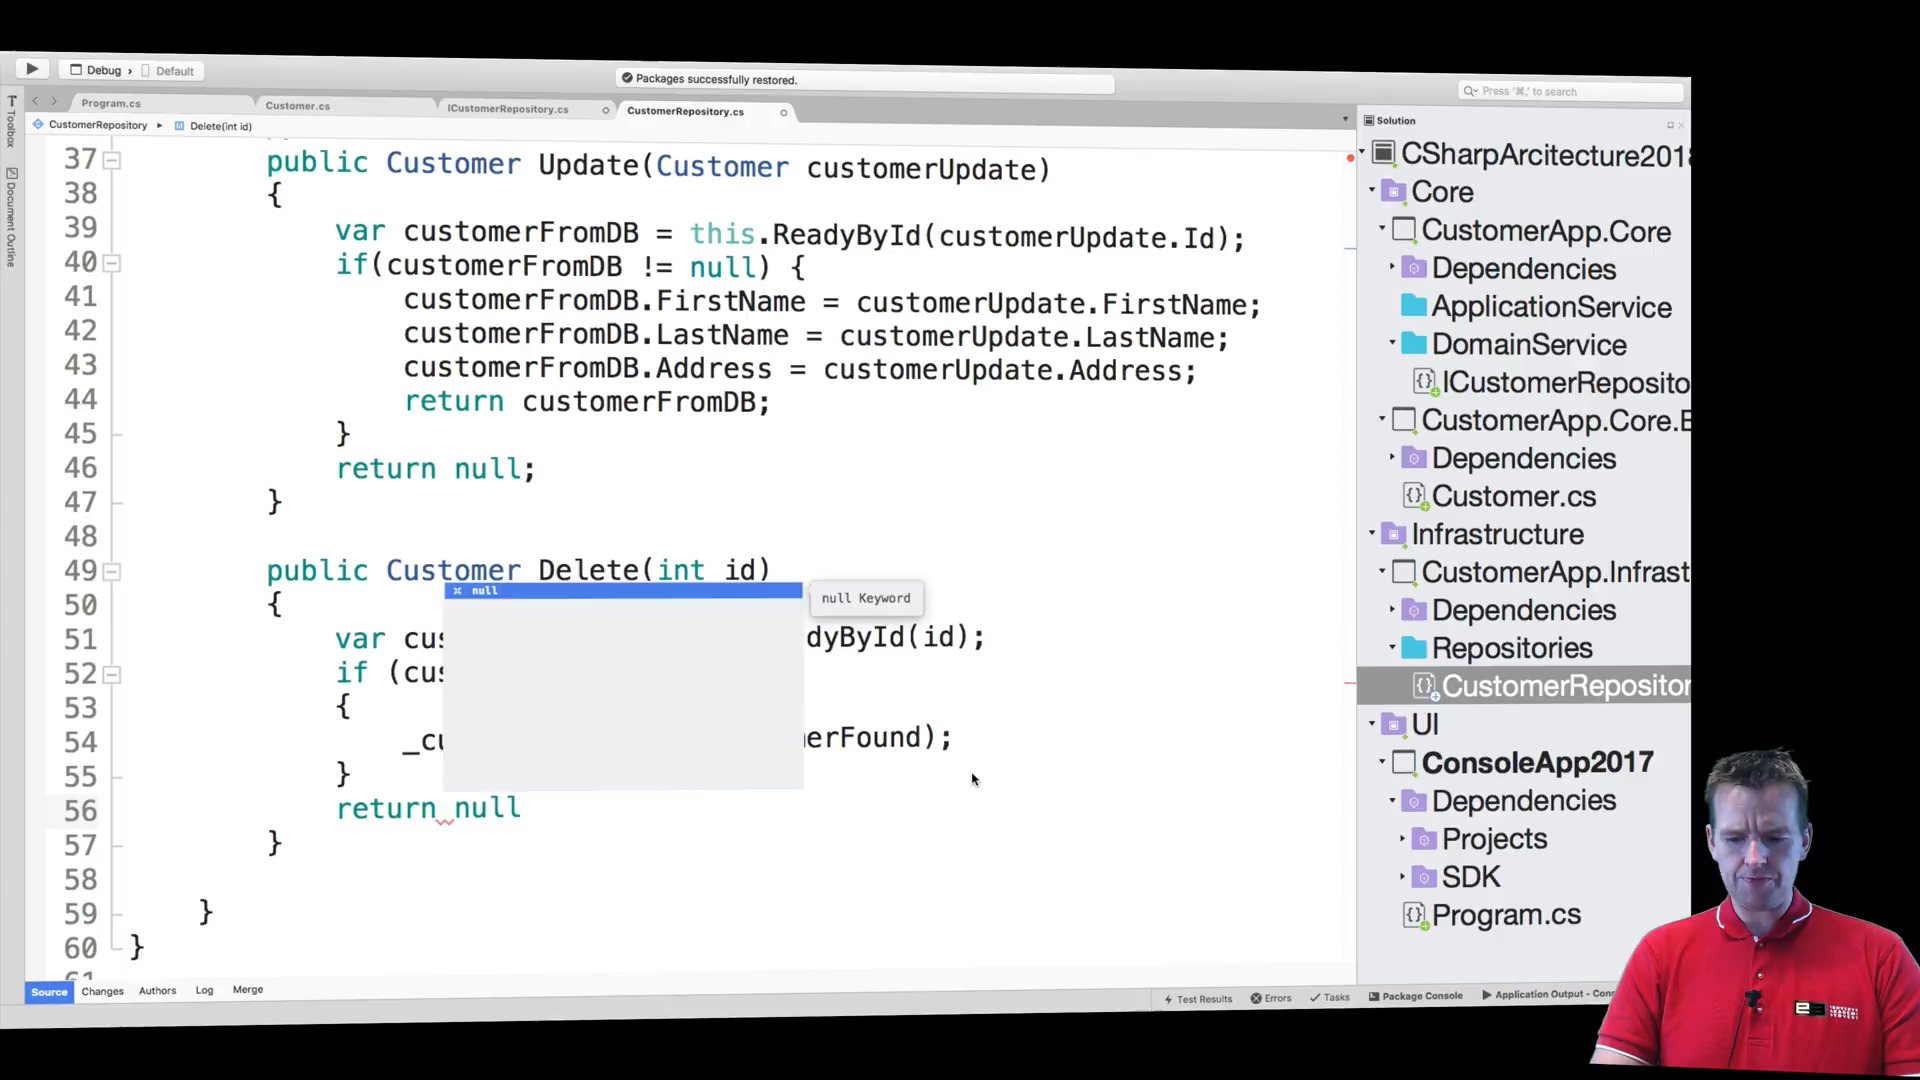 Debug › Default
Packages successfully restored.
Press '⌘.' to search
Program.cs
Customer.cs
ICustomerRepository.cs
CustomerRepository.cs
CustomerRepository
Delete(int id)
Toolbox
Document Outline
37 public Customer Update(Customer customerUpdate)
38 {
39 var customerFromDB = this.ReadyById(customerUpdate.Id);
40 if(customerFromDB != null) {
41 customerFromDB.FirstName = customerUpdate.FirstName;
42 customerFromDB.LastName = customerUpdate.LastName;
43 customerFromDB.Address = customerUpdate.Address;
44 return customerFromDB;
45 }
46 return null;
47 }
48
49 public Customer Delete(int id)
null
null Keyword
50 {
51 var cus dyById(id);
52 if (cus
53 {
54 _cu erFound);
55 }
56 return null
57 }
58
59 }
60 }
Source
Changes
Authors
Log
Merge
Solution
CSharpArcitecture201
Core
CustomerApp.Core
Dependencies
ApplicationService
DomainService
ICustomerReposito
CustomerApp.Core.E
Dependencies
Customer.cs
Infrastructure
CustomerApp.Infrast
Dependencies
Repositories
CustomerRepositor
UI
ConsoleApp2017
Dependencies
Projects
SDK
Program.cs
Test Results
Errors
Tasks
Package Console
Application Output - Con